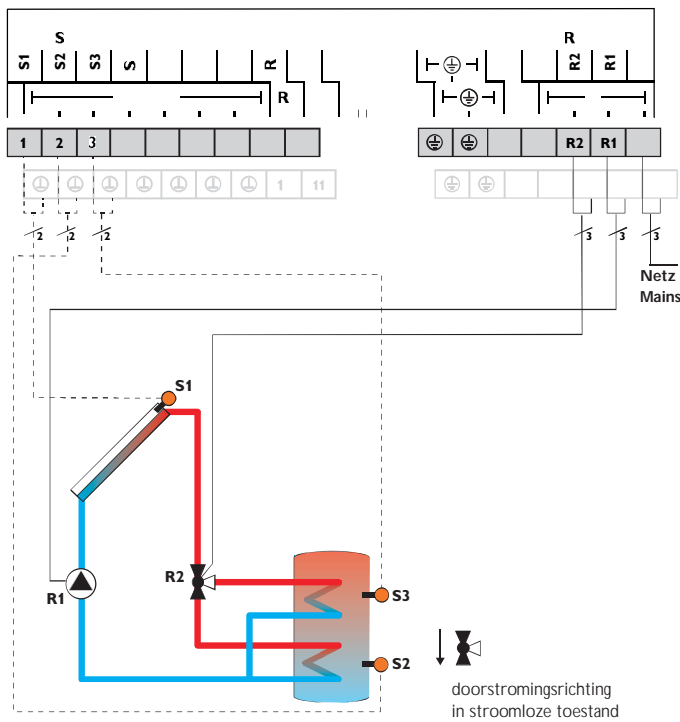 S R
S1 S2 S3 S R R2 R1
R
1 2 3 R2 R1
1 11
2 2 2 3 3 3
Netz
Mains
S1
R2
R1
S3
S2
doorstromingsrichting
in stroomloze toestand